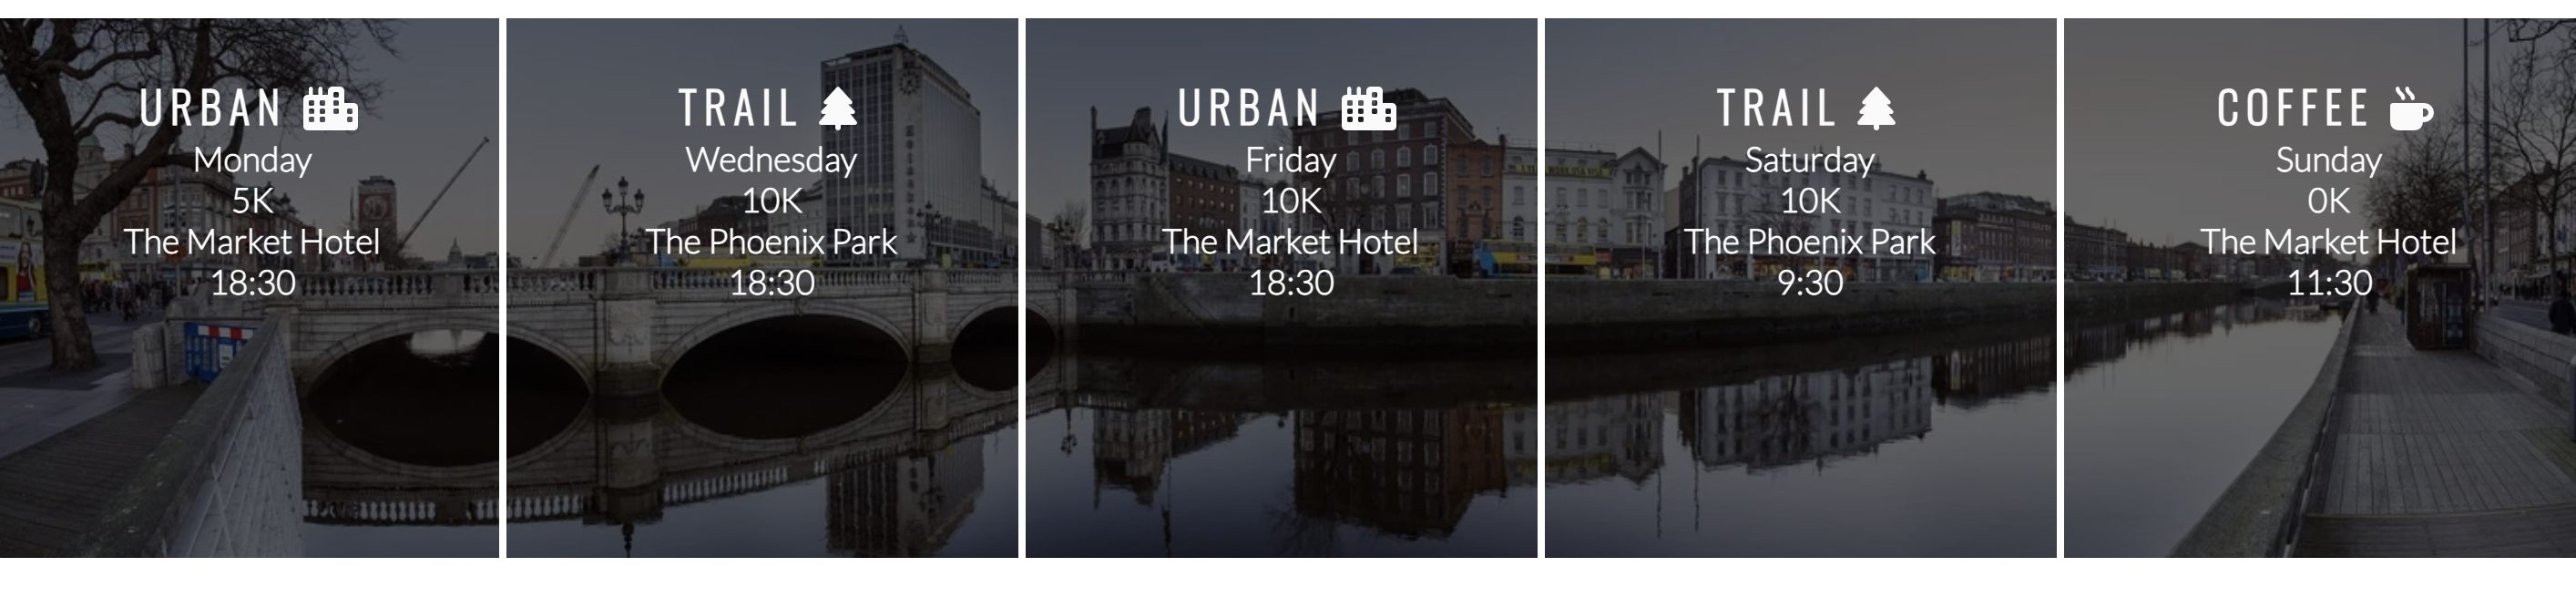 URBAN
Monday
5K
The Market Hotel
18:30
TRAIL
Wednesday
10K
The Phoenix Park
18:30
URBAN
Friday
10K
The Market Hotel
18:30
TRAIL
Saturday
10K
The Phoenix Park
9:30
COFFEE
Sunday
0K
The Market Hotel
11:30